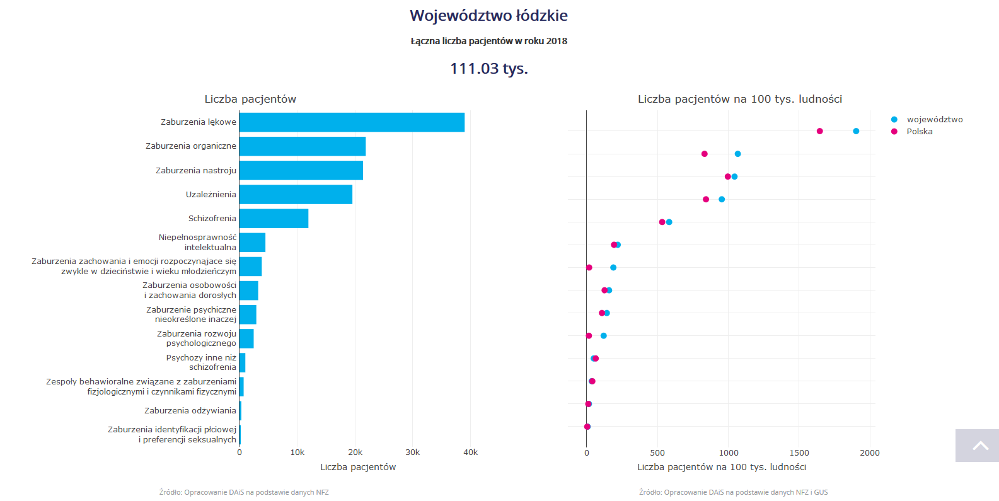 Województwo łódzkie
Łączna liczba pacjentów w roku 2018
111.03 tys.
Liczba pacjentów
Zaburzenia lękowe
Zaburzenia organiczne
Zaburzenia nastroju
Uzależnienia
Schizofrenia
Niepełnosprawność
intelektualna
Zaburzenia zachowania i emocji rozpoczynające się
zwykle w dzieciństwie i wieku młodzieńczym
Zaburzenia osobowości
i zachowania dorosłych
Zaburzenie psychiczne
nieokreślone inaczej
Zaburzenia rozwoju
psychologicznego
Psychozy inne niż
schizofrenia
Zespoły behawioralne związane z zaburzeniami
fizjologicznymi i czynnikami fizycznymi
Zaburzenia odżywiania
Zaburzenia identyfikacji płciowej
i preferencji seksualnych
0 10k 20k 30k 40k
Liczba pacjentów
Źródło: Opracowanie DAiS na podstawie danych NFZ
Liczba pacjentów na 100 tys. ludności
województwo
Polska
0 500 1000 1500 2000
Liczba pacjentów na 100 tys. ludności
Źródło: Opracowanie DAiS na podstawie danych NFZ i GUS